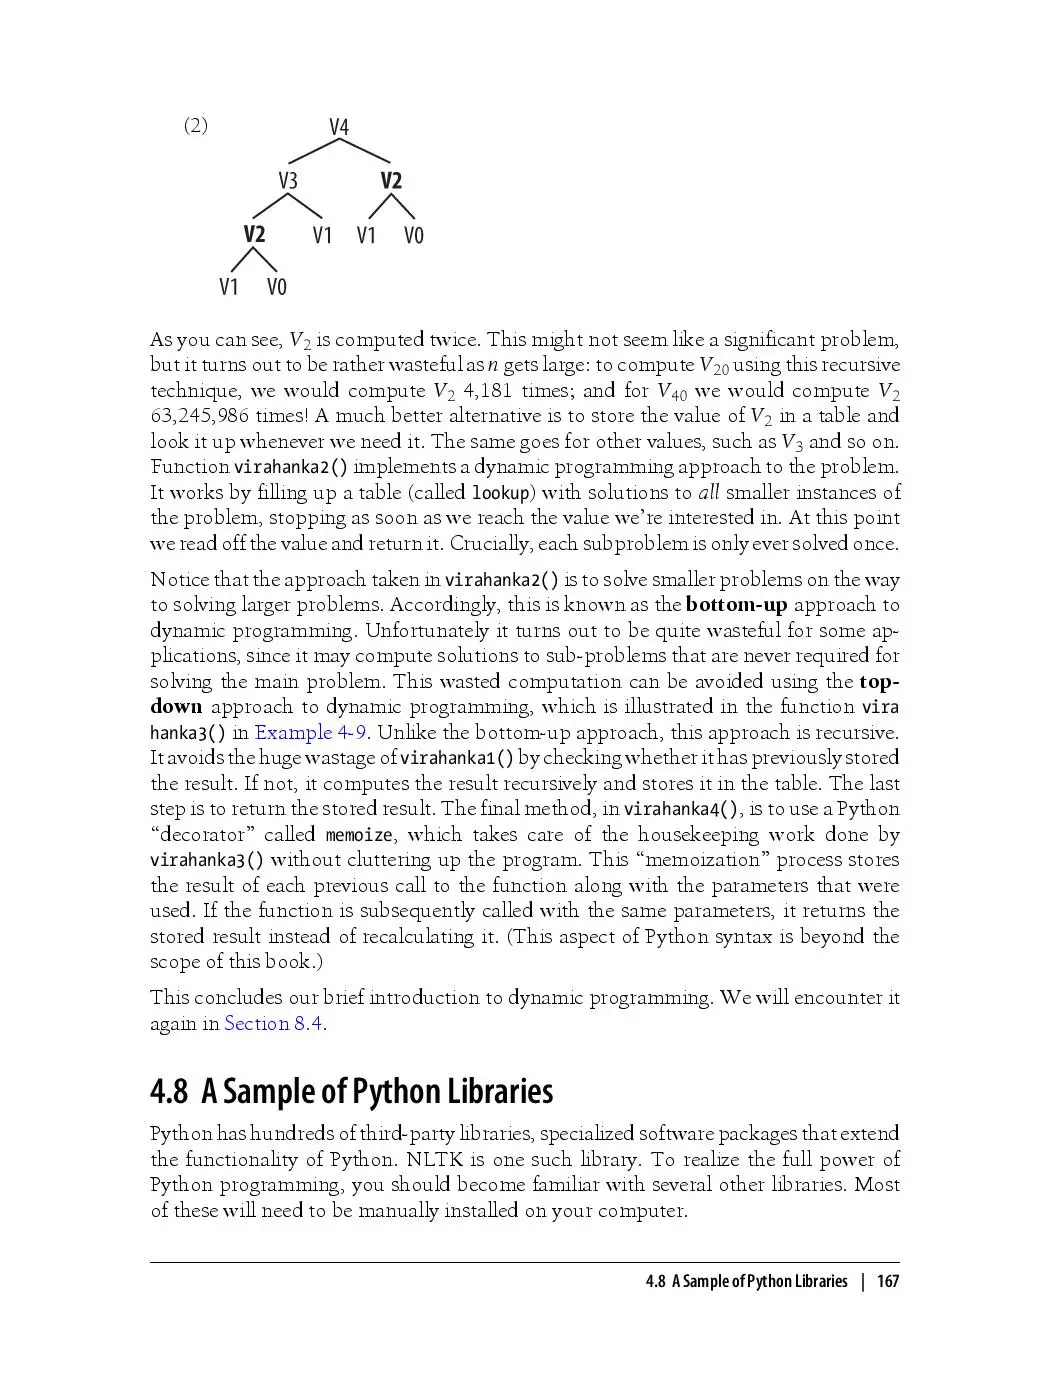 (2)
V4
V3 V2
V2 V1 V1 V0
V1 V0
As you can see, V2 is computed twice. This might not seem like a significant problem,
but it turns out to be rather wasteful as n gets large: to compute V20 using this recursive
technique, we would compute V2 4,181 times; and for V40 we would compute V2
63,245,986 times! A much better alternative is to store the value of V2 in a table and
look it up whenever we need it. The same goes for other values, such as V3 and so on.
Function virahanka2() implements a dynamic programming approach to the problem.
It works by filling up a table (called lookup) with solutions to all smaller instances of
the problem, stopping as soon as we reach the value we’re interested in. At this point
we read off the value and return it. Crucially, each subproblem is only ever solved once.
Notice that the approach taken in virahanka2() is to solve smaller problems on the way
to solving larger problems. Accordingly, this is known as the bottom-up approach to
dynamic programming. Unfortunately it turns out to be quite wasteful for some ap-
plications, since it may compute solutions to sub-problems that are never required for
solving the main problem. This wasted computation can be avoided using the top-
down approach to dynamic programming, which is illustrated in the function vira
hanka3() in Example 4-9. Unlike the bottom-up approach, this approach is recursive.
It avoids the huge wastage of virahanka1() by checking whether it has previously stored
the result. If not, it computes the result recursively and stores it in the table. The last
step is to return the stored result. The final method, in virahanka4(), is to use a Python
“decorator” called memoize, which takes care of the housekeeping work done by
virahanka3() without cluttering up the program. This “memoization” process stores
the result of each previous call to the function along with the parameters that were
used. If the function is subsequently called with the same parameters, it returns the
stored result instead of recalculating it. (This aspect of Python syntax is beyond the
scope of this book.)
This concludes our brief introduction to dynamic programming. We will encounter it
again in Section 8.4.
4.8 A Sample of Python Libraries
Python has hundreds of third-party libraries, specialized software packages that extend
the functionality of Python. NLTK is one such library. To realize the full power of
Python programming, you should become familiar with several other libraries. Most
of these will need to be manually installed on your computer.
4.8 A Sample of Python Libraries | 167